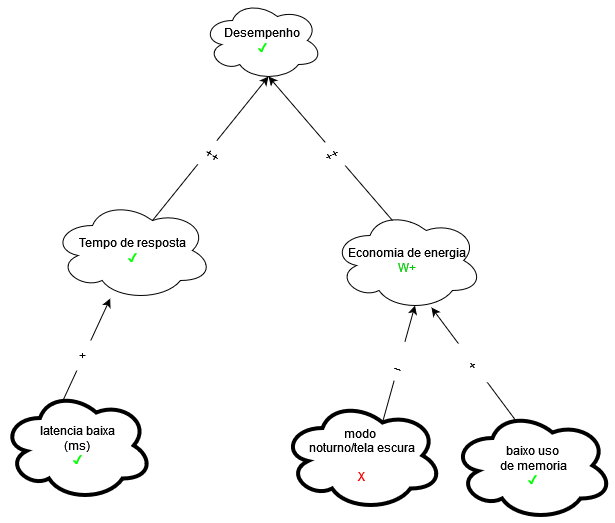 Desempenho
✓
++
++
Tempo de resposta
✓
Economia de energia
W+
+
-
+
latencia baixa
(ms)
✓
modo
noturno/tela escura
X
baixo uso
de memoria
✓